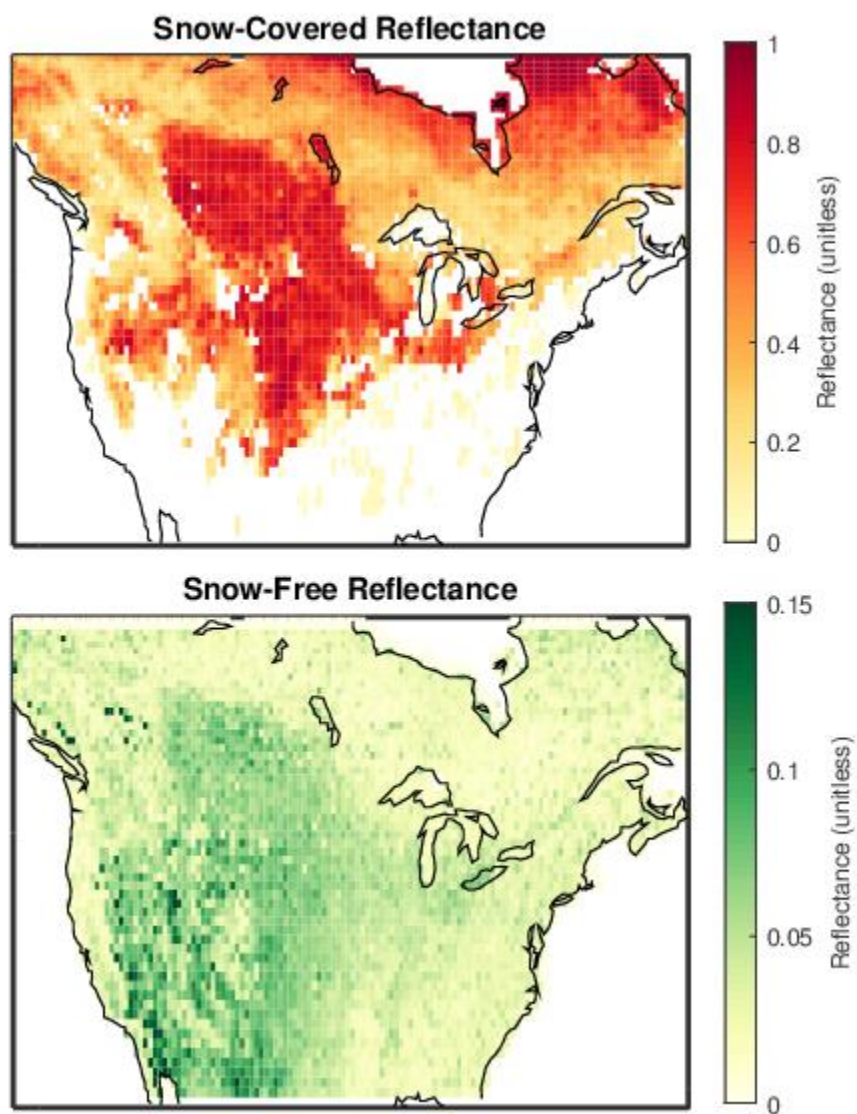 Snow-Covered Reflectance
1
0.8
0.6
0.4
0.2
0
Reflectance (unitless)
Snow-Free Reflectance
0.15
0.1
0.05
0
Reflectance (unitless)